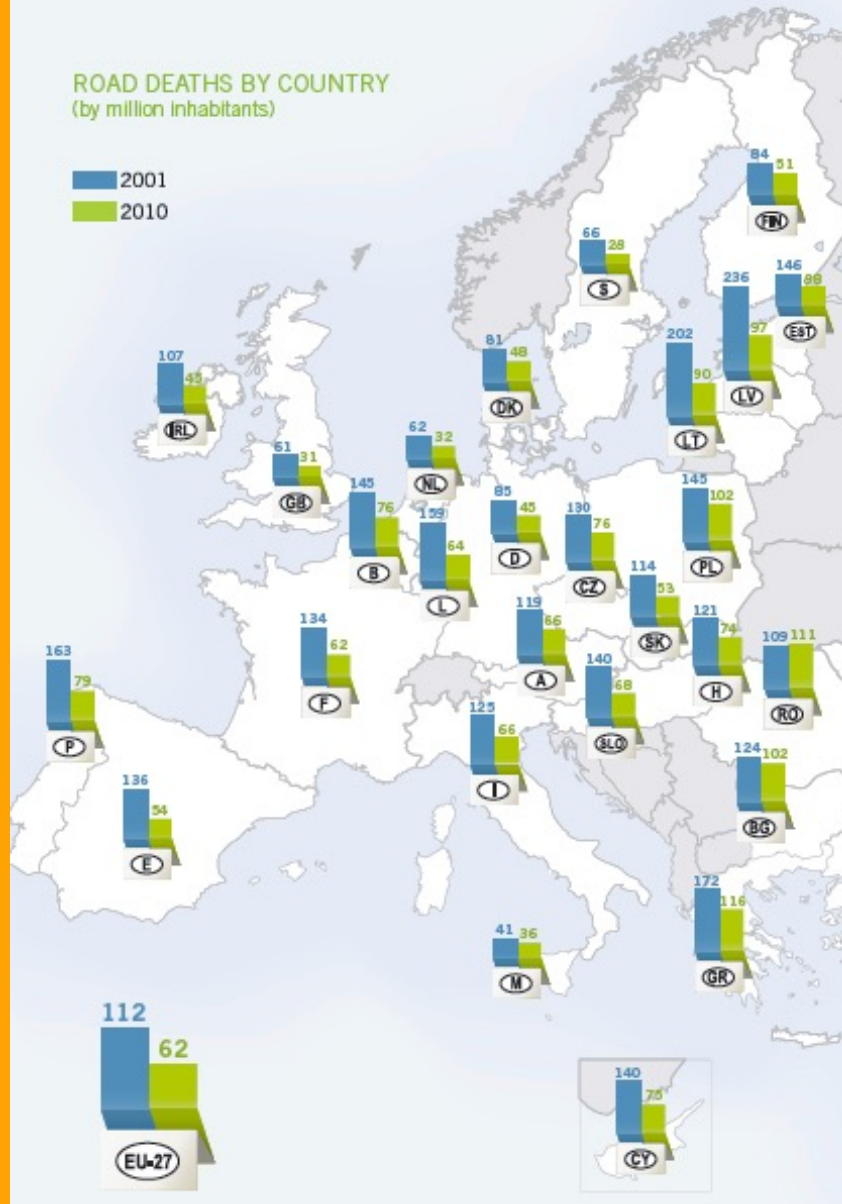 ROAD DEATHS BY COUNTRY
(by million inhabitants)
2001
2010
84 51
FIN
66 28
S
146 88
EST
236 97
LV
202 90
LT
81 48
DK
107 45
IRL
62 32
NL
61 31
GB
145 76
B
159 64
L
85 45
D
130 76
CZ
145 102
PL
114 53
SK
119 66
A
121 74
H
109 111
RO
134 62
F
140 68
SLO
163 79
P
125 66
I
124 102
BG
136 54
E
172 116
GR
41 36
M
112 62
EU-27
140 75
CY